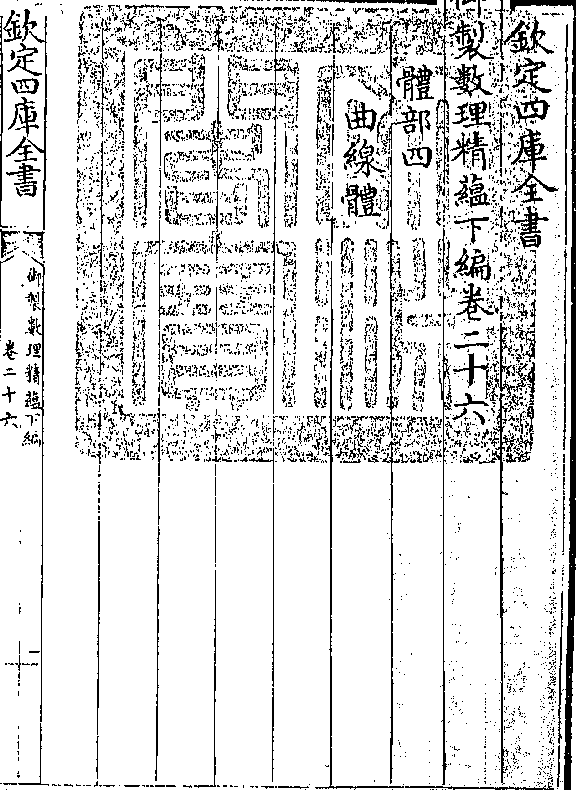 欽定四庫全書
御製數理精蘊下編卷二十六
體部四
曲線體
欽定四庫全書
御製數理精蘊下編
卷二十六
一